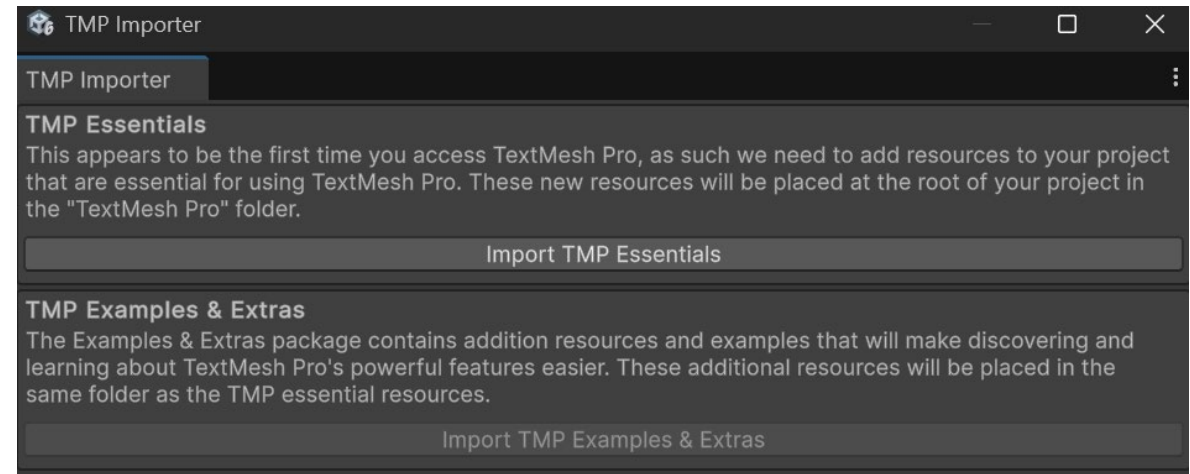 TMP Importer
TMP Importer
TMP Essentials
This appears to be the first time you access TextMesh Pro, as such we need to add resources to your project
that are essential for using TextMesh Pro. These new resources will be placed at the root of your project in
the "TextMesh Pro" folder.
Import TMP Essentials
TMP Examples & Extras
The Examples & Extras package contains addition resources and examples that will make discovering and
learning about TextMesh Pro's powerful features easier. These additional resources will be placed in the
same folder as the TMP essential resources.
Import TMP Examples & Extras